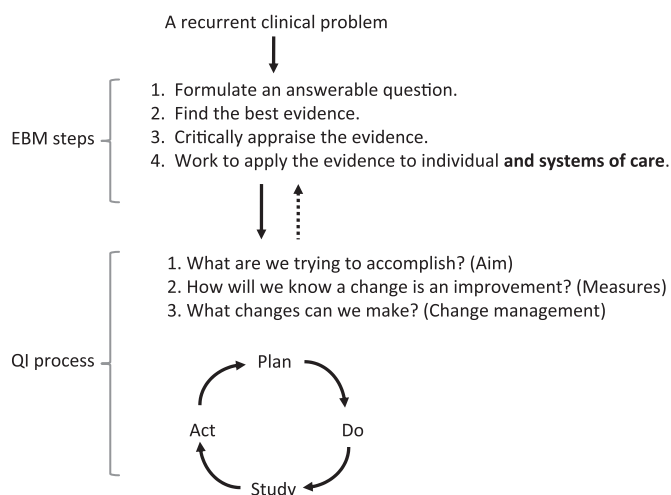 A recurrent clinical problem
EBM steps
1. Formulate an answerable question.
2. Find the best evidence.
3. Critically appraise the evidence.
4. Work to apply the evidence to individual and systems of care.
QI process
1. What are we trying to accomplish? (Aim)
2. How will we know a change is an improvement? (Measures)
3. What changes can we make? (Change management)
Plan
Act
Do
Study